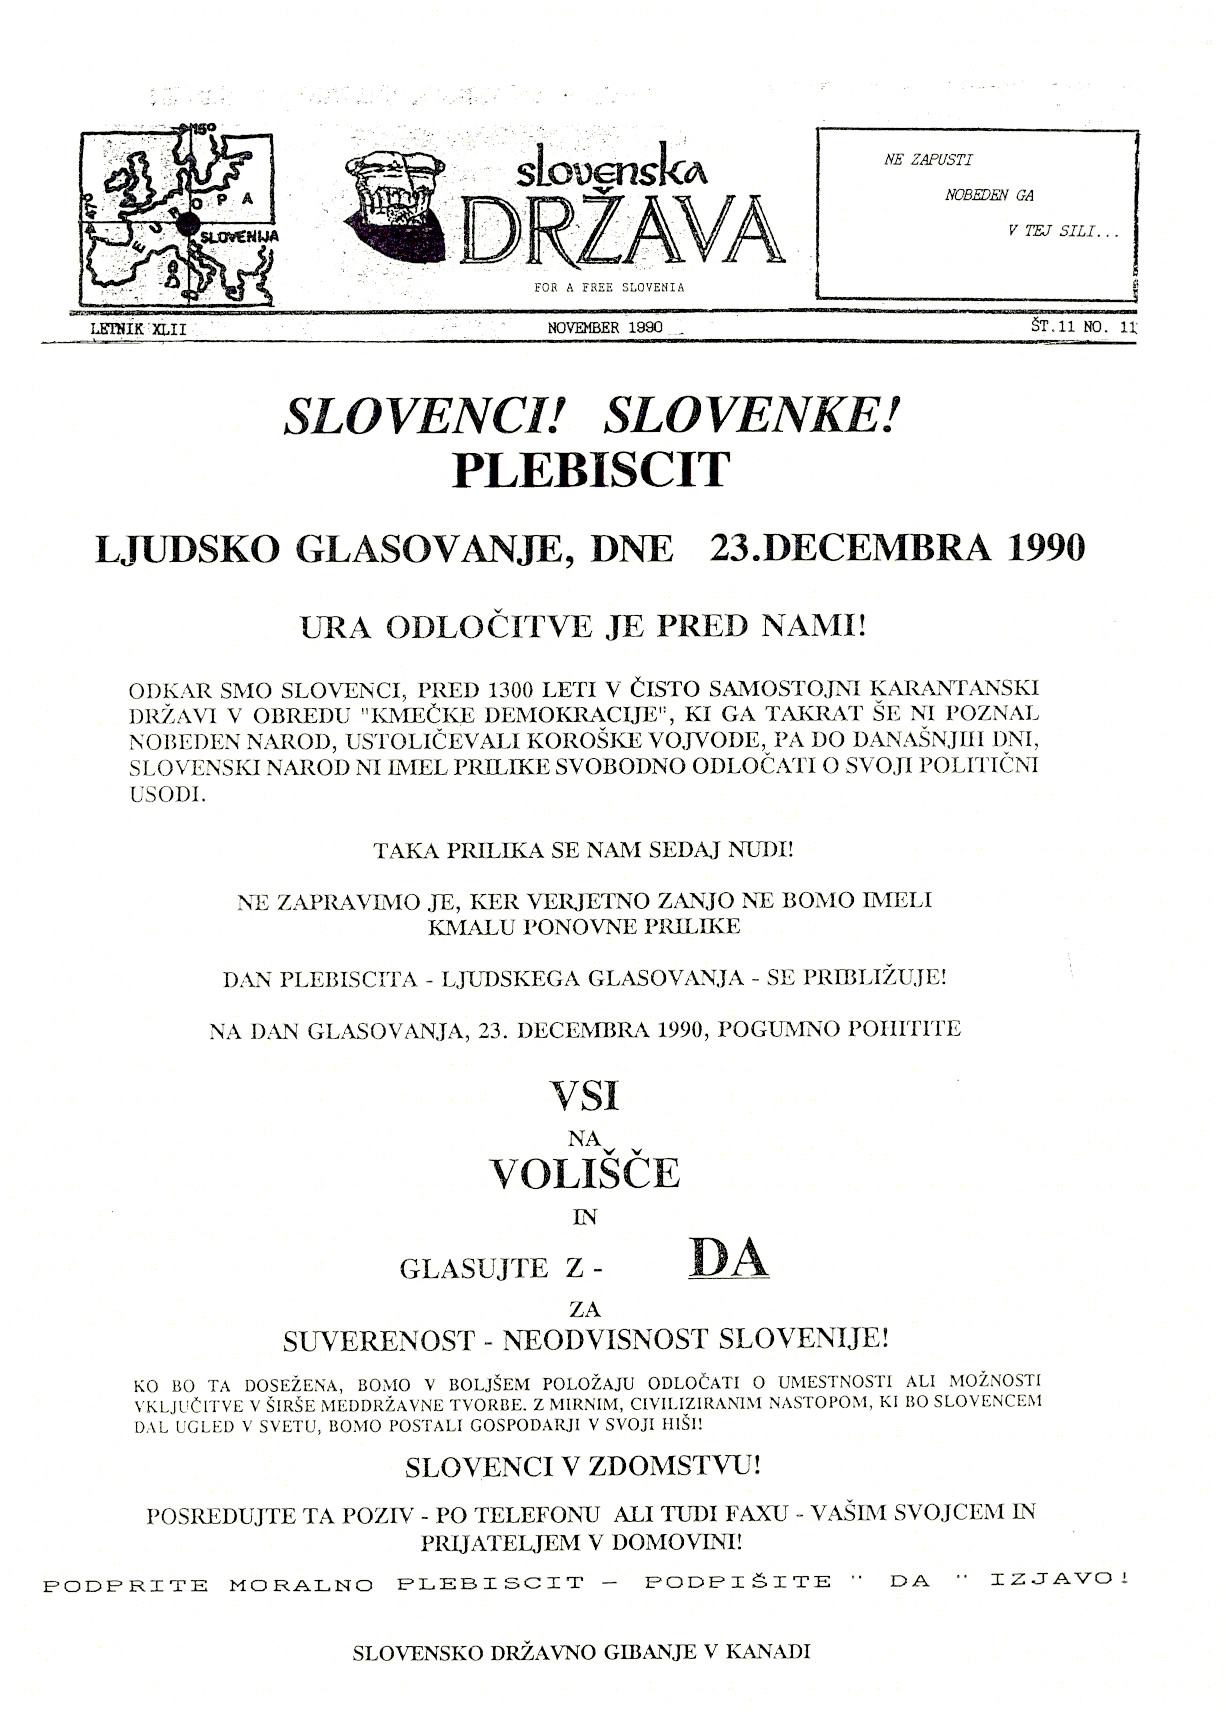 15°
47°
E U R O P A
SLOVENIJA
slovenska
DRŽAVA
FOR A FREE SLOVENIA
NE ZAPUSTI
NOBEDEN GA
V TEJ SILI...
LETNIK XLII NOVEMBER 1990 ŠT.11 NO. 11
SLOVENCI! SLOVENKE!
PLEBISCIT
LJUDSKO GLASOVANJE, DNE 23.DECEMBRA 1990
URA ODLOČITVE JE PRED NAMI!
ODKAR SMO SLOVENCI, PRED 1300 LETI V ČISTO SAMOSTOJNI KARANTANSKI
DRŽAVI V OBREDU "KMEČKE DEMOKRACIJE", KI GA TAKRAT ŠE NI POZNAL
NOBEDEN NAROD, USTOLIČEVALI KOROŠKE VOJVODE, PA DO DANAŠNJIH DNI,
SLOVENSKI NAROD NI IMEL PRILIKE SVOBODNO ODLOČATI O SVOJI POLITIČNI
USODI.
TAKA PRILIKA SE NAM SEDAJ NUDI!
NE ZAPRAVIMO JE, KER VERJETNO ZANJO NE BOMO IMELI
KMALU PONOVNE PRILIKE
DAN PLEBISCITA - LJUDSKEGA GLASOVANJA - SE PRIBLIŽUJE!
NA DAN GLASOVANJA, 23. DECEMBRA 1990, POGUMNO POHITITE
VSI
NA
VOLIŠČE
IN
GLASUJTE Z - DA
ZA
SUVERENOST - NEODVISNOST SLOVENIJE!
KO BO TA DOSEŽENA, BOMO V BOLJŠEM POLOŽAJU ODLOČATI O UMESTNOSTI ALI MOŽNOSTI
VKLJUČITVE V ŠIRŠE MEDDRŽAVNE TVORBE. Z MIRNIM, CIVILIZIRANIM NASTOPOM, KI BO SLOVENCEM
DAL UGLED V SVETU, BOMO POSTALI GOSPODARJI V SVOJI HIŠI!
SLOVENCI V ZDOMSTVU!
POSREDUJTE TA POZIV - PO TELEFONU ALI TUDI FAXU - VAŠIM SVOJCEM IN
PRIJATELJEM V DOMOVINI!
PODPRITE MORALNO PLEBISCIT - PODPIŠITE " DA " IZJAVO!
SLOVENSKO DRŽAVNO GIBANJE V KANADI